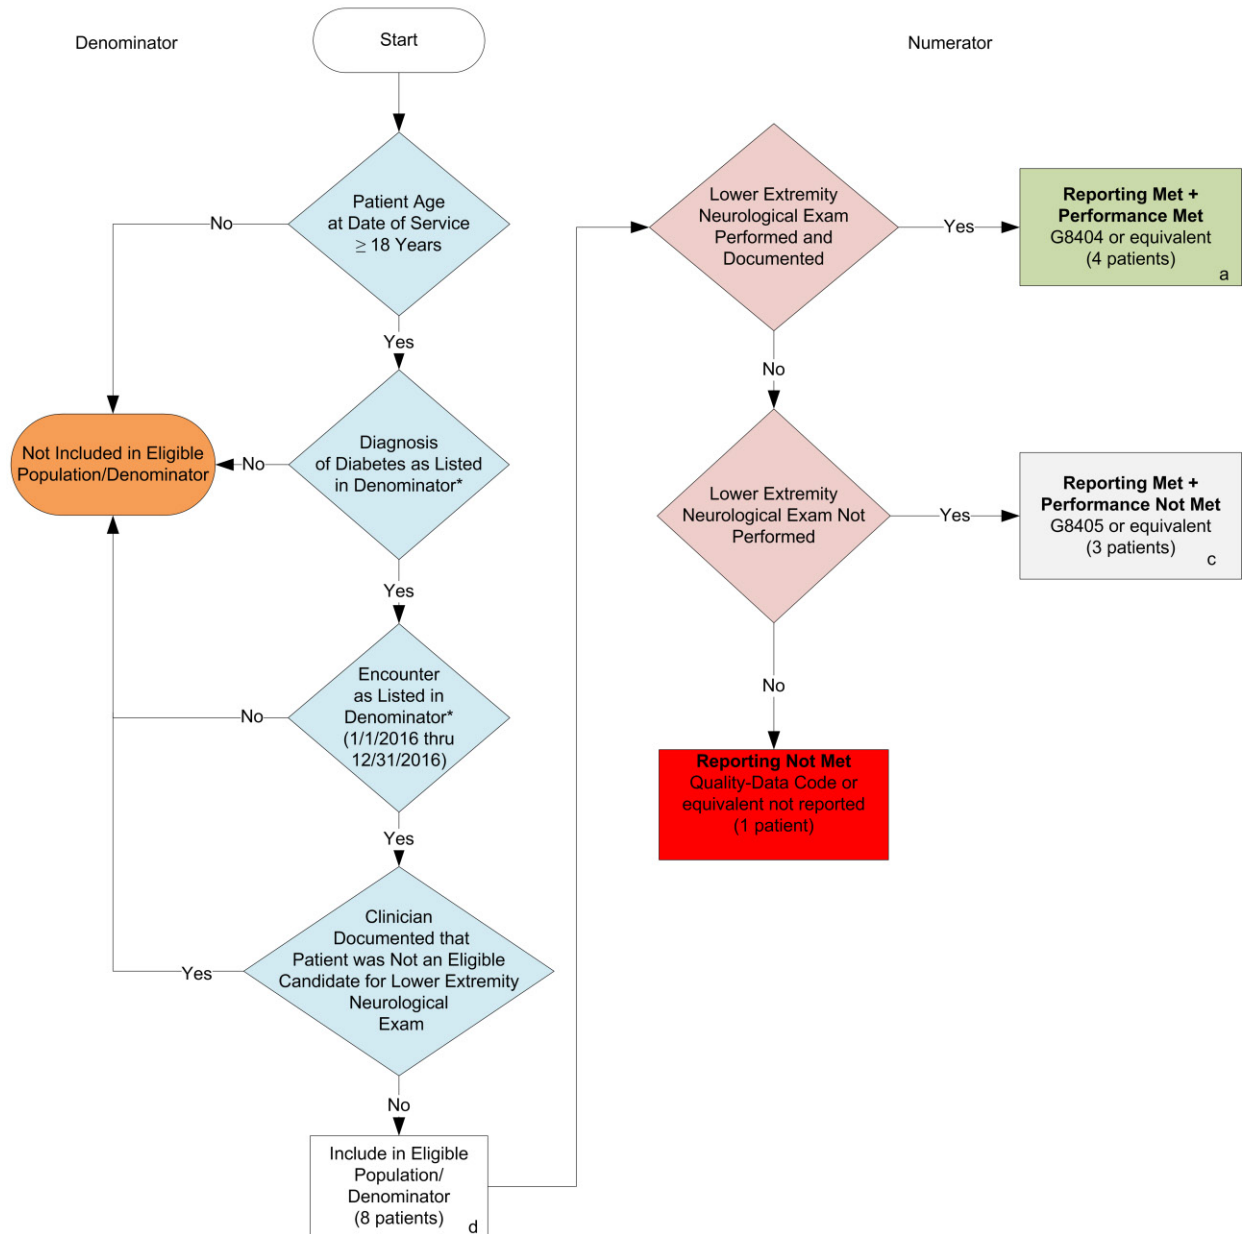 Denominator
Start
Numerator
Patient Age
at Date of Service
≥ 18 Years
No
Yes
Diagnosis
of Diabetes as Listed
in Denominator*
No
Not Included in Eligible
Population/Denominator
Yes
Encounter
as Listed in
Denominator*
(1/1/2016 thru
12/31/2016)
No
Yes
Clinician
Documented that
Patient was Not an Eligible
Candidate for Lower Extremity
Neurological
Exam
Yes
No
Include in Eligible
Population/
Denominator
(8 patients)
d
Lower Extremity
Neurological Exam
Performed and
Documented
Yes
Reporting Met +
Performance Met
G8404 or equivalent
(4 patients)
a
No
Lower Extremity
Neurological Exam Not
Performed
Yes
Reporting Met +
Performance Not Met
G8405 or equivalent
(3 patients)
c
No
Reporting Not Met
Quality-Data Code or
equivalent not reported
(1 patient)